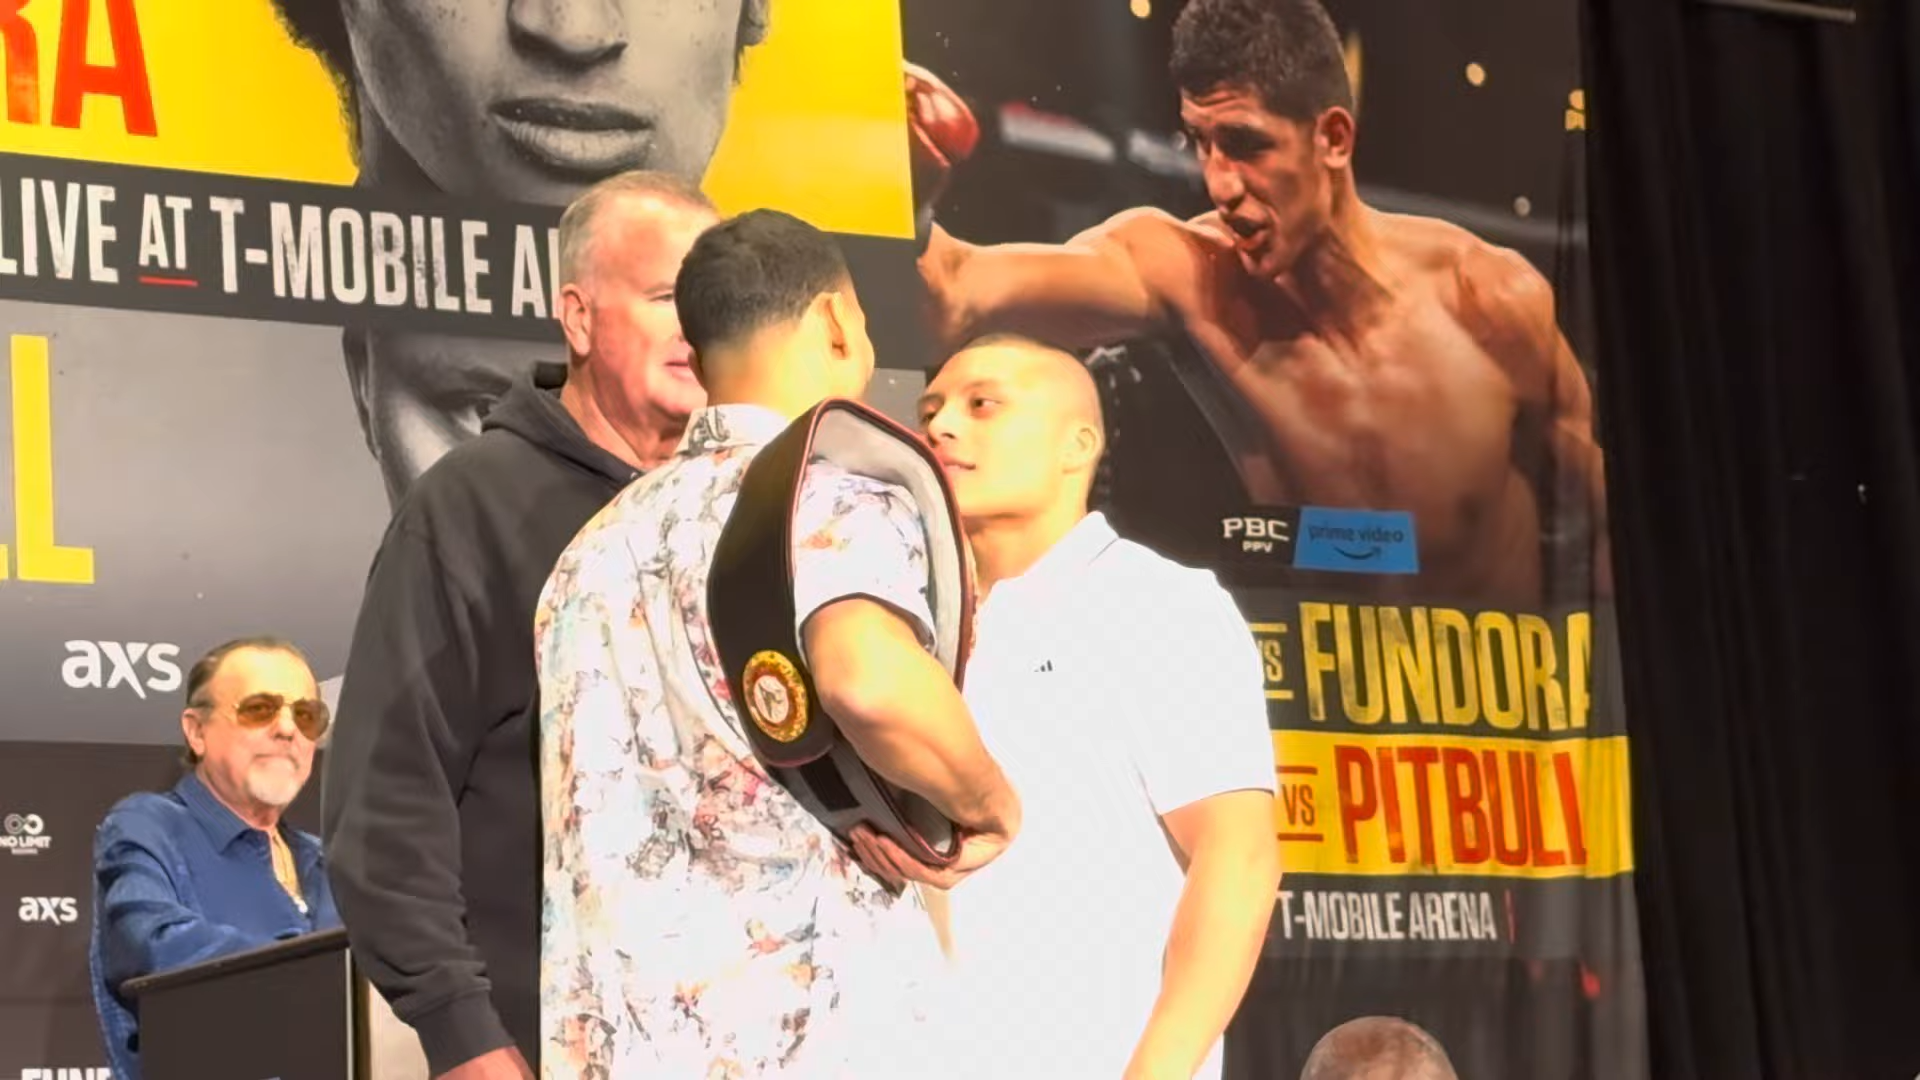 RA
LIVE AT T-MOBILE A
LL
axs
NO LIMIT
axs
PBC
PPV
prime video
VS FUNDORA
VS PITBULL
T-MOBILE ARENA
FUND